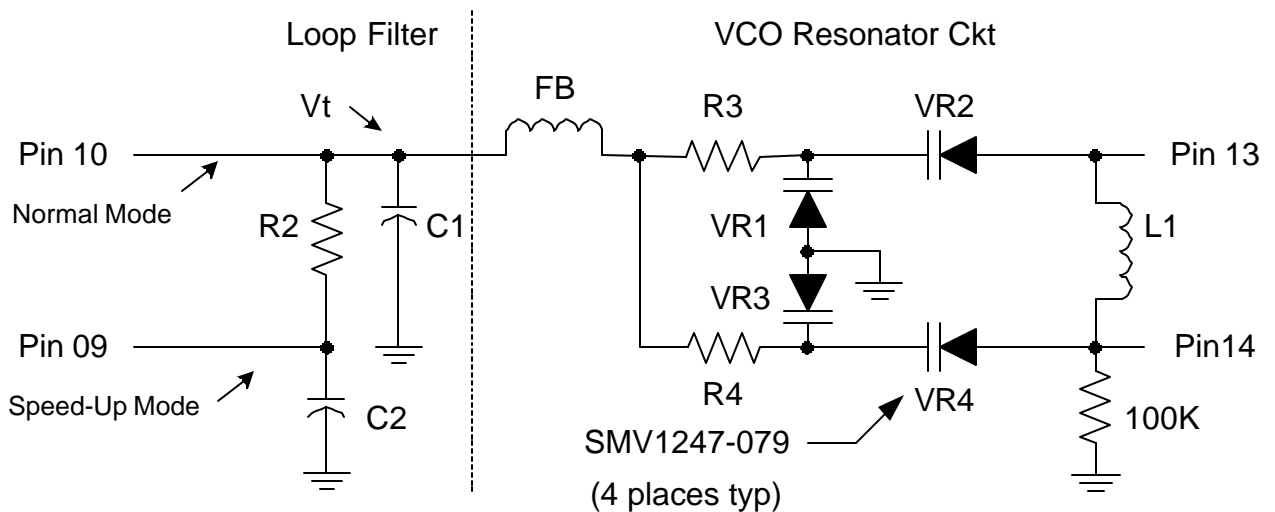 Loop Filter
VCO Resonator Ckt
Vt
FB
R3
VR2
Pin 10
Pin 13
Normal Mode
R2
C1
VR1
L1
VR3
Pin 09
Pin14
Speed-Up Mode
C2
R4
VR4
100K
SMV1247-079
(4 places typ)